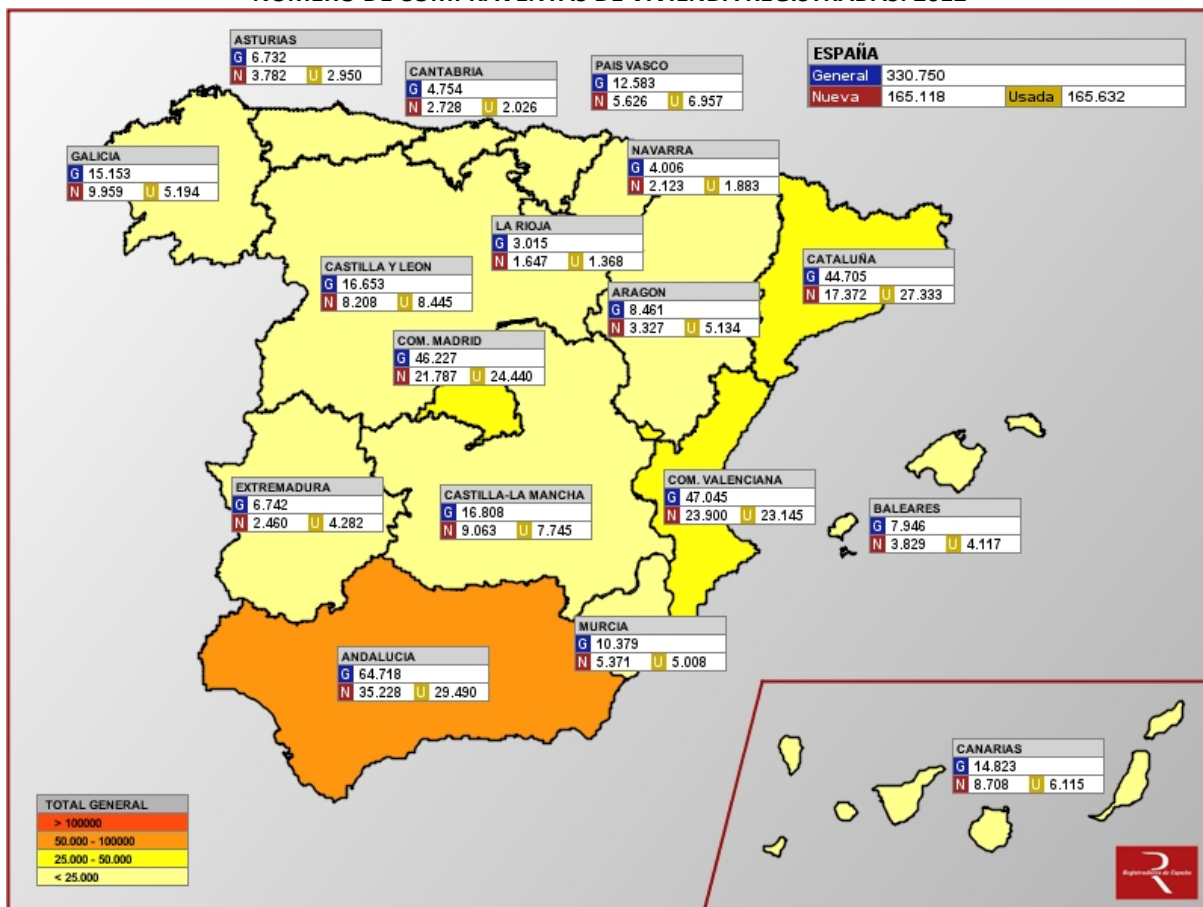 ASTURIAS
G 6.732
N 3.782 U 2.950
CANTABRIA
G 4.754
N 2.728 U 2.026
PAIS VASCO
G 12.583
N 5.626 U 6.957
ESPAÑA
General 330.750
Nueva 165.118 Usada 165.632
GALICIA
G 15.153
N 9.959 U 5.194
NAVARRA
G 4.006
N 2.123 U 1.883
LA RIOJA
G 3.015
N 1.647 U 1.368
CASTILLA Y LEON
G 16.653
N 8.208 U 8.445
CATALUÑA
G 44.705
N 17.372 U 27.333
ARAGON
G 8.461
N 3.327 U 5.134
COM. MADRID
G 46.227
N 21.787 U 24.440
EXTREMADURA
G 6.742
N 2.460 U 4.282
CASTILLA-LA MANCHA
G 16.808
N 9.063 U 7.745
COM. VALENCIANA
G 47.045
N 23.900 U 23.145
BALEARES
G 7.946
N 3.829 U 4.117
MURCIA
G 10.379
N 5.371 U 5.008
ANDALUCIA
G 64.718
N 35.228 U 29.490
CANARIAS
G 14.823
N 8.708 U 6.115
TOTAL GENERAL
> 100000
50.000 - 100000
25.000 - 50.000
< 25.000
R
Registradores de España